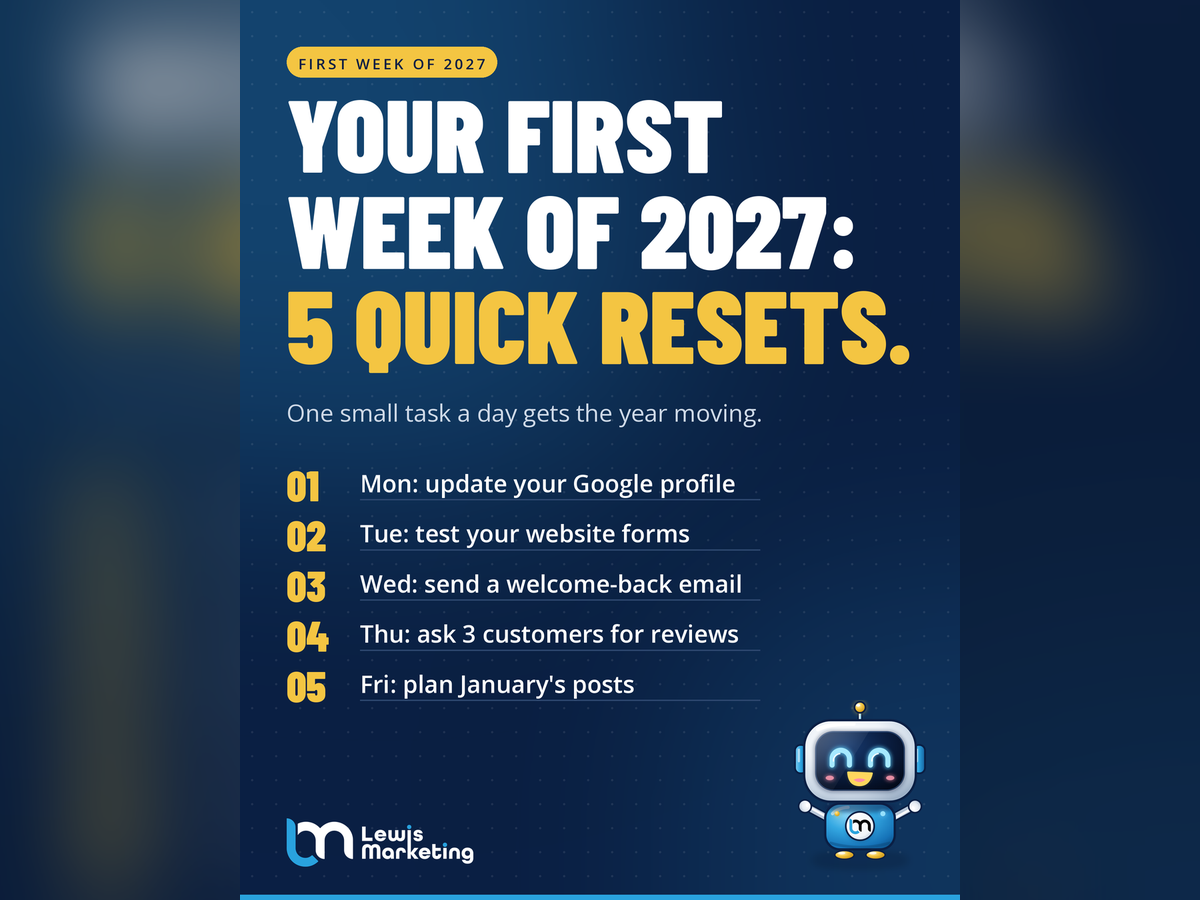 FIRST WEEK OF 2027
YOUR FIRST
WEEK OF 2027:
5 QUICK RESETS.
One small task a day gets the year moving.
01 Mon: update your Google profile
02 Tue: test your website forms
03 Wed: send a welcome-back email
04 Thu: ask 3 customers for reviews
05 Fri: plan January's posts
lm Lewis
Marketing
lm